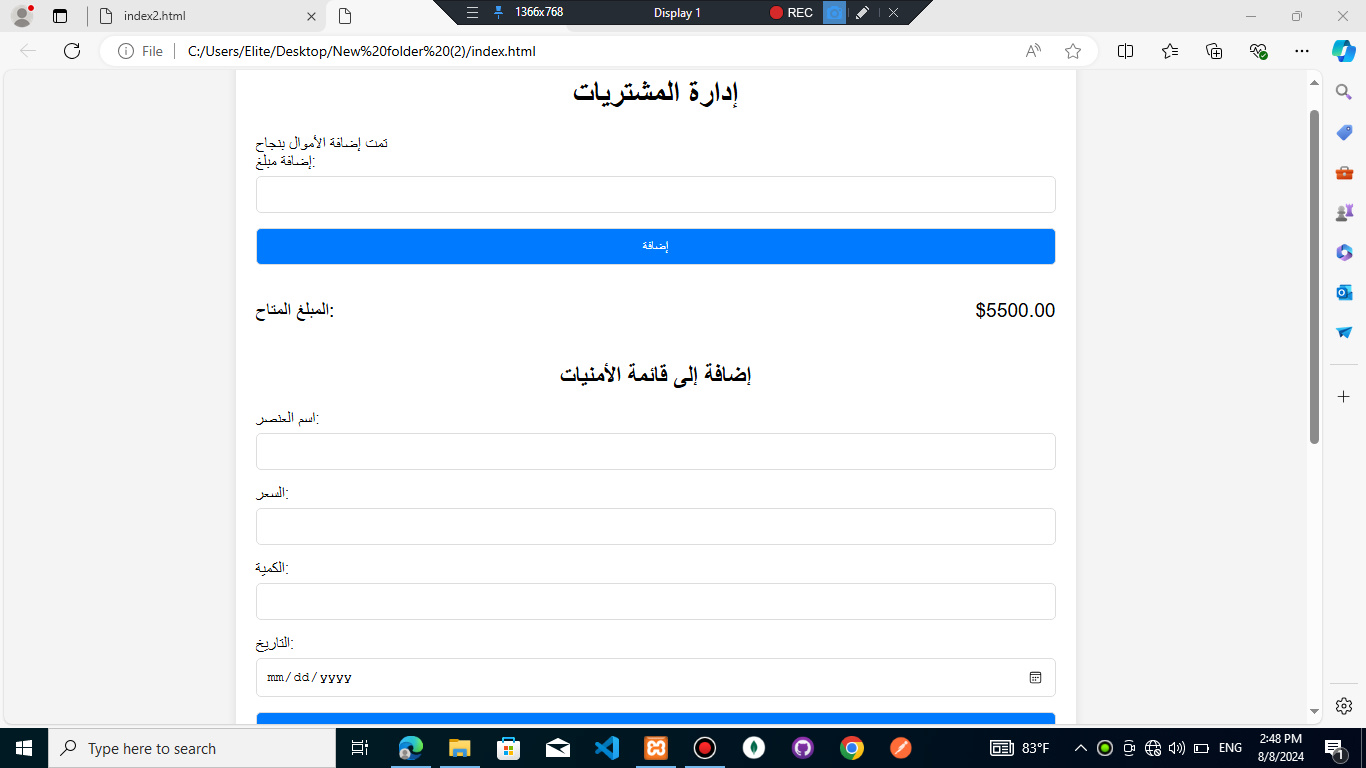 index2.html
1366x768
Display 1
REC
File
C:/Users/Elite/Desktop/New%20folder%20(2)/index.html
إدارة المشتريات
تمت إضافة الأموال بنجاح
إضافة مبلغ:
إضافة
المبلغ المتاح:
$5500.00
إضافة إلى قائمة الأمنيات
اسم العنصر:
السعر:
الكمية:
التاريخ:
mm/dd/yyyy
Type here to search
83°F
ENG
2:48 PM
8/8/2024
1